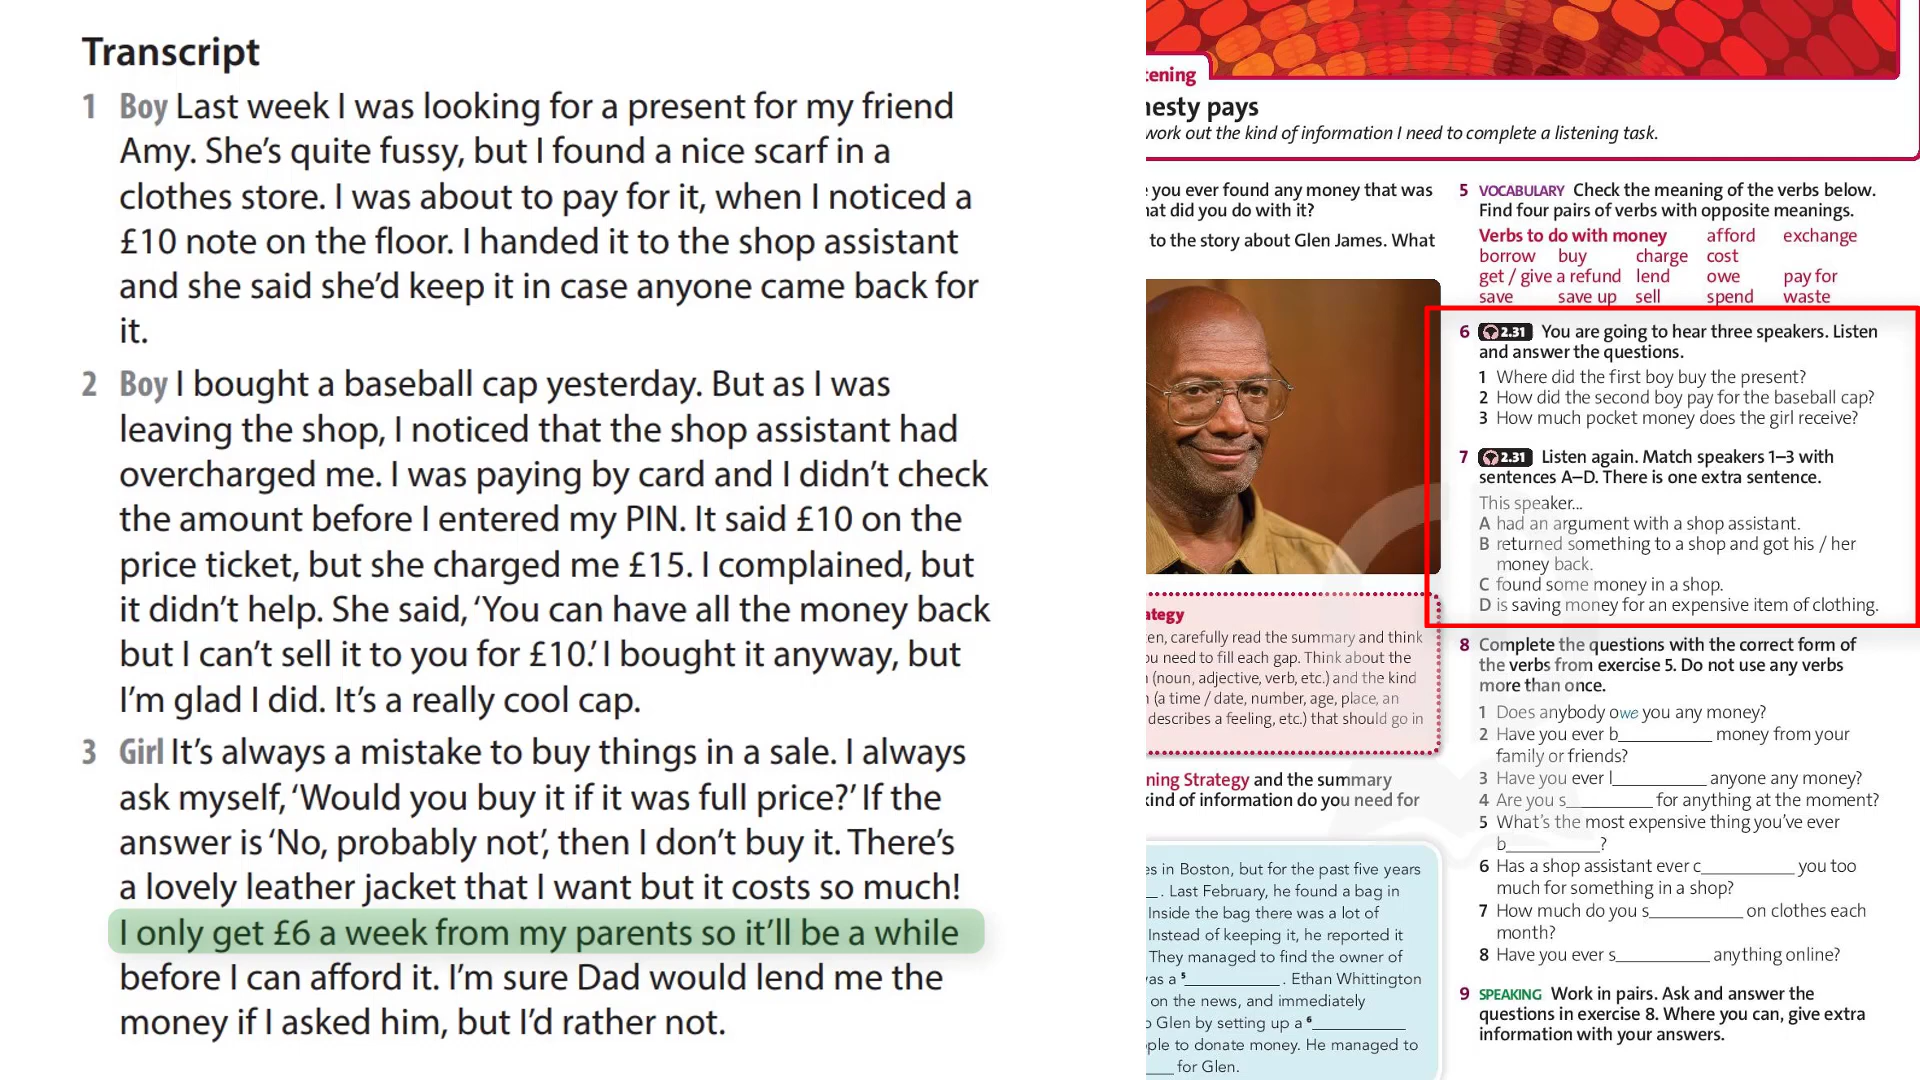 Transcript
1 Boy Last week I was looking for a present for my friend
Amy. She's quite fussy, but I found a nice scarf in a
clothes store. I was about to pay for it, when I noticed a
£10 note on the floor. I handed it to the shop assistant
and she said she'd keep it in case anyone came back for
it.
2 Boy I bought a baseball cap yesterday. But as I was
leaving the shop, I noticed that the shop assistant had
overcharged me. I was paying by card and I didn't check
the amount before I entered my PIN. It said £10 on the
price ticket, but she charged me £15. I complained, but
it didn't help. She said, 'You can have all the money back
but I can't sell it to you for £10.' I bought it anyway, but
I'm glad I did. It's a really cool cap.
3 Girl It's always a mistake to buy things in a sale. I always
ask myself, 'Would you buy it if it was full price?' If the
answer is 'No, probably not', then I don't buy it. There's
a lovely leather jacket that I want but it costs so much!
I only get £6 a week from my parents so it'll be a while
before I can afford it. I'm sure Dad would lend me the
money if I asked him, but I'd rather not.
tening
nesty pays
work out the kind of information I need to complete a listening task.
you ever found any money that was
hat did you do with it?
to the story about Glen James. What
ategy
en, carefully read the summary and think
ou need to fill each gap. Think about the
(noun, adjective, verb, etc.) and the kind
(a time / date, number, age, place, an
describes a feeling, etc.) that should go in
ning Strategy and the summary
kind of information do you need for
es in Boston, but for the past five years
__. Last February, he found a bag in
Inside the bag there was a lot of
Instead of keeping it, he reported it
They managed to find the owner of
vas a ⁵__________. Ethan Whittington
on the news, and immediately
o Glen by setting up a ⁶__________
ple to donate money. He managed to
___ for Glen.
5 VOCABULARY Check the meaning of the verbs below.
Find four pairs of verbs with opposite meanings.
Verbs to do with money afford exchange
borrow buy charge cost
get / give a refund lend owe pay for
save save up sell spend waste
6 2.31 You are going to hear three speakers. Listen
and answer the questions.
1 Where did the first boy buy the present?
2 How did the second boy pay for the baseball cap?
3 How much pocket money does the girl receive?
7 2.31 Listen again. Match speakers 1–3 with
sentences A–D. There is one extra sentence.
This speaker...
A had an argument with a shop assistant.
B returned something to a shop and got his / her
money back.
C found some money in a shop.
D is saving money for an expensive item of clothing.
8 Complete the questions with the correct form of
the verbs from exercise 5. Do not use any verbs
more than once.
1 Does anybody owe you any money?
2 Have you ever b__________ money from your
family or friends?
3 Have you ever l__________ anyone any money?
4 Are you s__________ for anything at the moment?
5 What's the most expensive thing you've ever
b__________?
6 Has a shop assistant ever c__________ you too
much for something in a shop?
7 How much do you s__________ on clothes each
month?
8 Have you ever s__________ anything online?
9 SPEAKING Work in pairs. Ask and answer the
questions in exercise 8. Where you can, give extra
information with your answers.